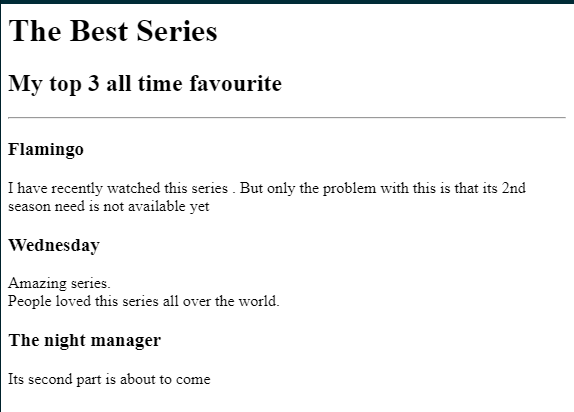 The Best Series
My top 3 all time favourite
Flamingo
I have recently watched this series . But only the problem with this is that its 2nd
season need is not available yet
Wednesday
Amazing series.
People loved this series all over the world.
The night manager
Its second part is about to come